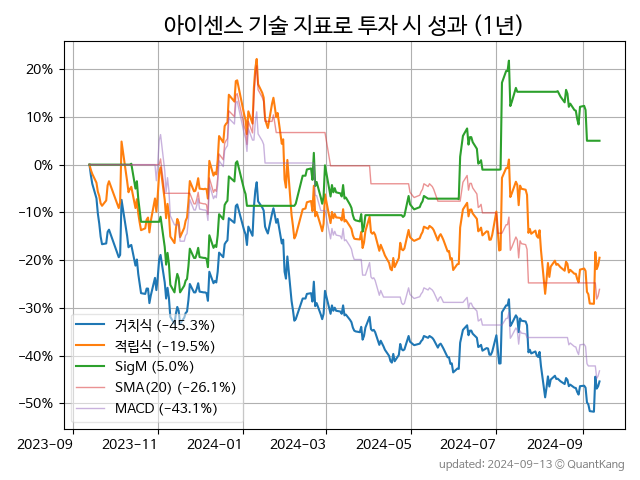 아이센스 기술 지표로 투자 시 성과 (1년)
20%
10%
0%
−10%
−20%
−30%
−40%
−50%
거치식 (−45.3%)
적립식 (−19.5%)
SigM (5.0%)
SMA(20) (−26.1%)
MACD (−43.1%)
2023-09
2023-11
2024-01
2024-03
2024-05
2024-07
2024-09
updated: 2024-09-13 © QuantKang